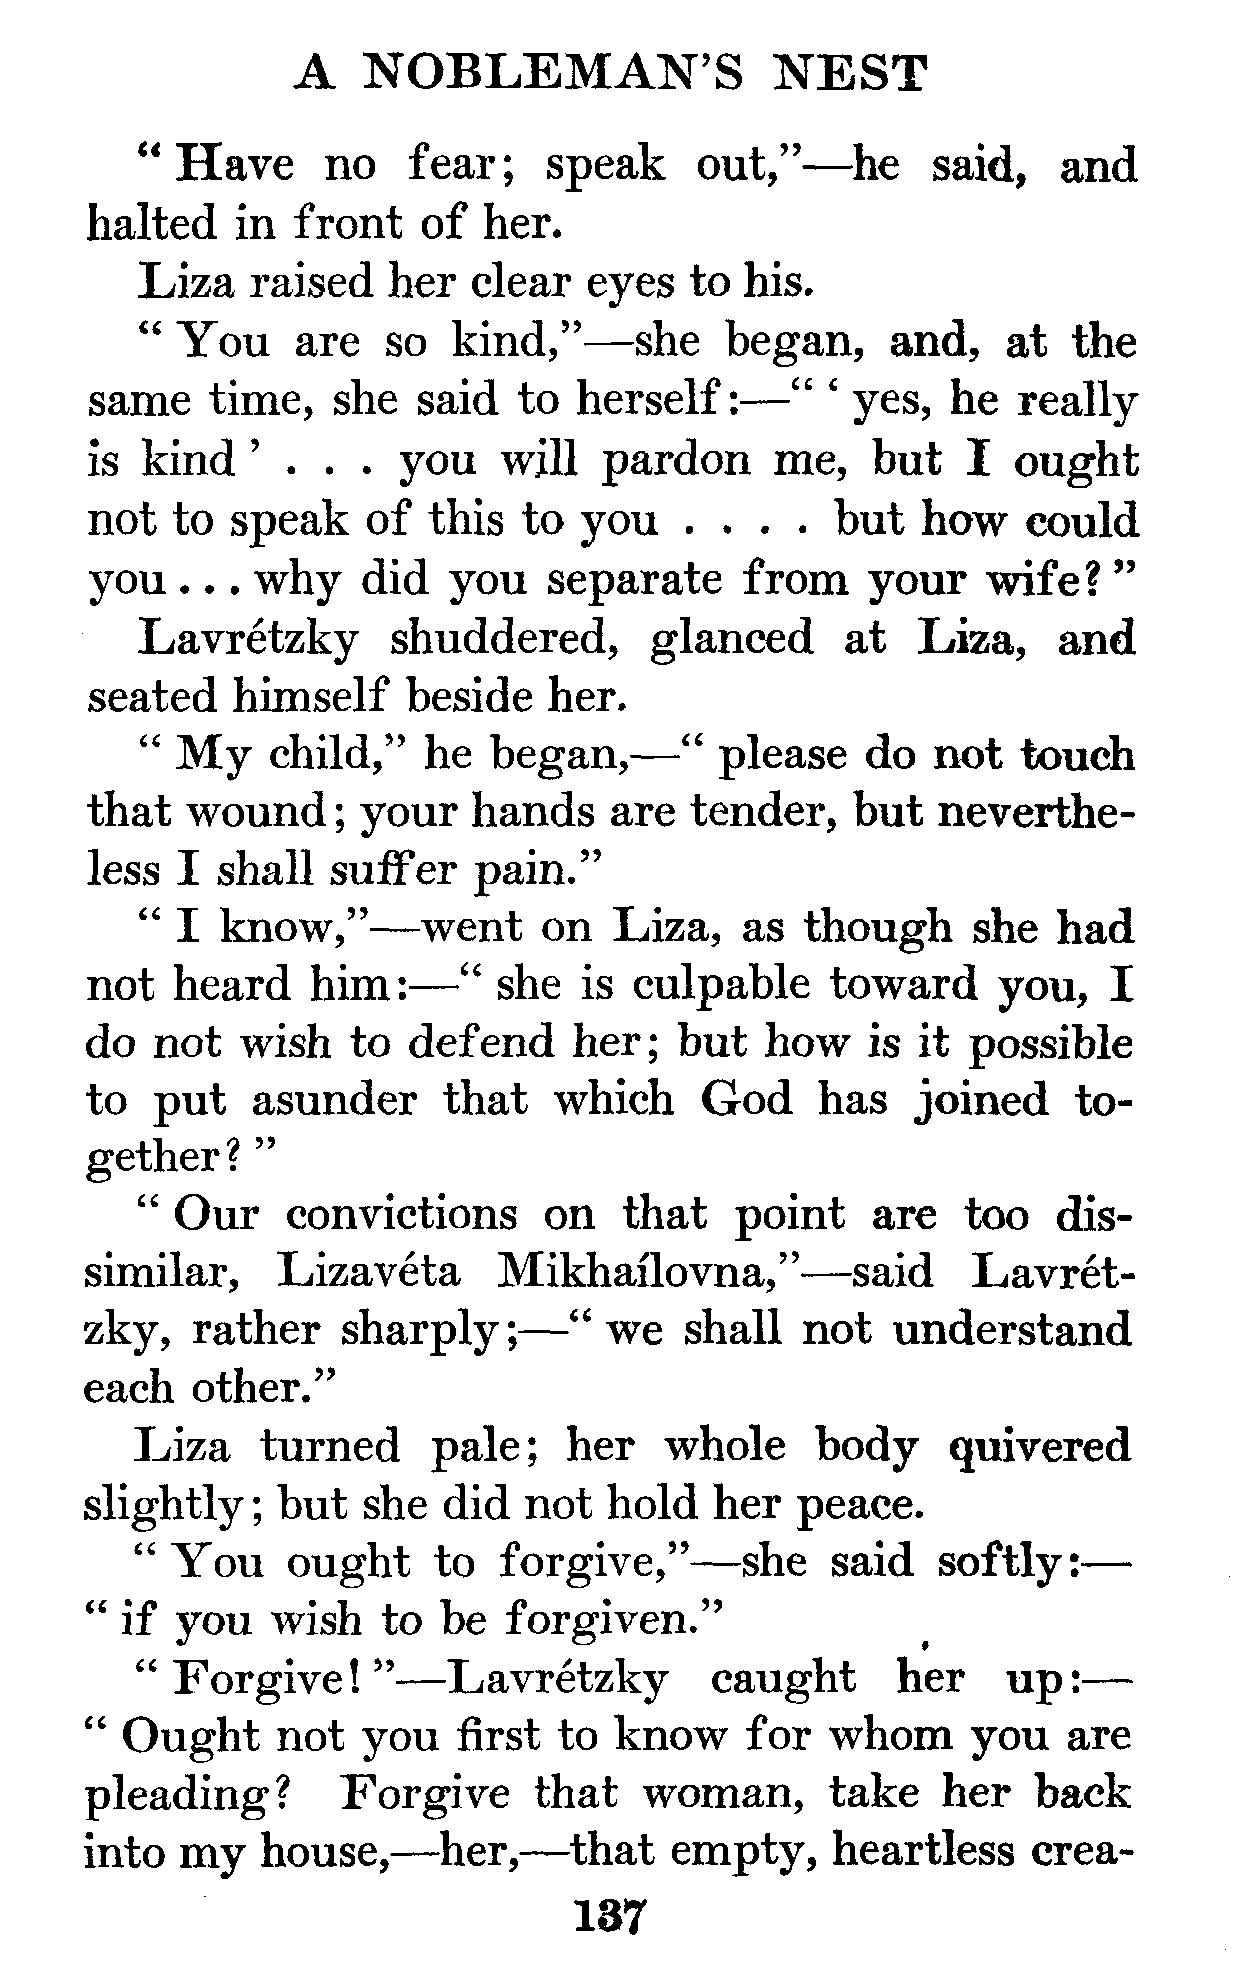 A NOBLEMAN'S NEST
“ Have no fear; speak out,”—he said, and
halted in front of her.
Liza raised her clear eyes to his.
“ You are so kind,”—she began, and, at the
same time, she said to herself:—“ ‘ yes, he really
is kind ’ . . . you will pardon me, but I ought
not to speak of this to you . . . . but how could
you . . . why did you separate from your wife? ”
Lavrétzky shuddered, glanced at Liza, and
seated himself beside her.
“ My child,” he began,—“ please do not touch
that wound; your hands are tender, but neverthe-
less I shall suffer pain.”
“ I know,”—went on Liza, as though she had
not heard him:—“ she is culpable toward you, I
do not wish to defend her; but how is it possible
to put asunder that which God has joined to-
gether? ”
“ Our convictions on that point are too dis-
similar, Lizavéta Mikhaílovna,”—said Lavrét-
zky, rather sharply;—“ we shall not understand
each other.”
Liza turned pale; her whole body quivered
slightly; but she did not hold her peace.
“ You ought to forgive,”—she said softly:—
“ if you wish to be forgiven.”
“ Forgive! ”—Lavrétzky caught her up:—
“ Ought not you first to know for whom you are
pleading? Forgive that woman, take her back
into my house,—her,—that empty, heartless crea-
137